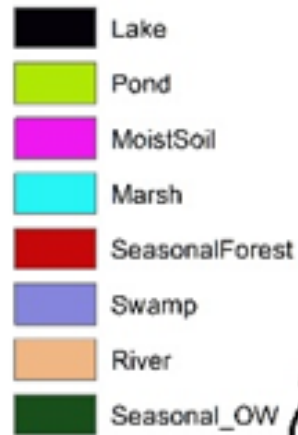 Lake
Pond
MoistSoil
Marsh
SeasonalForest
Swamp
River
Seasonal_OW